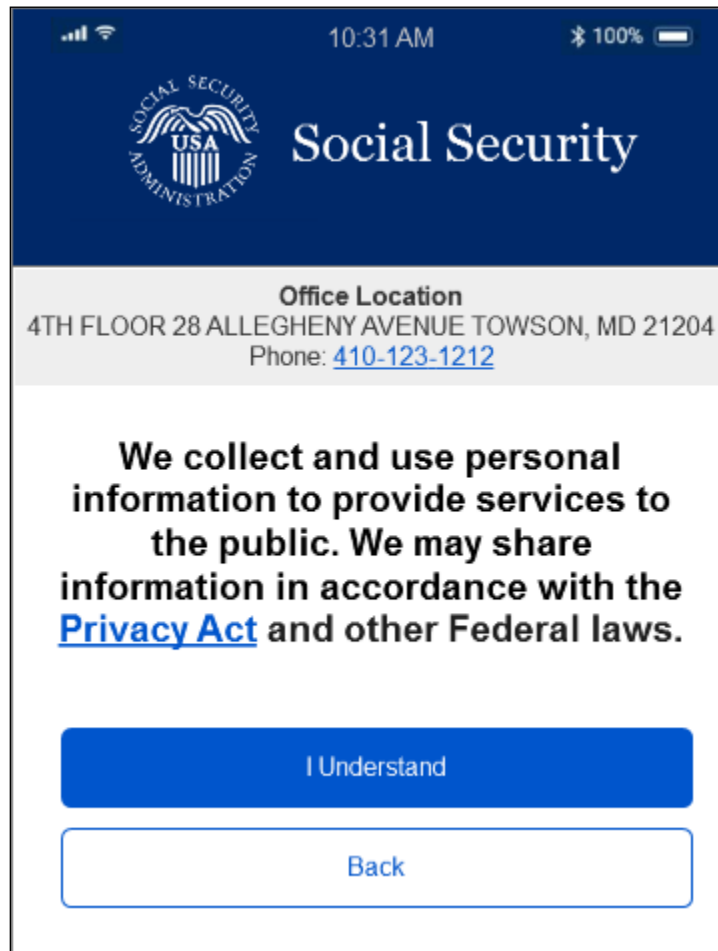 10:31 AM
100%
SOCIAL SECURITY
USA
ADMINISTRATION
Social Security
Office Location
4TH FLOOR 28 ALLEGHENY AVENUE TOWSON, MD 21204
Phone: 410-123-1212
We collect and use personal
information to provide services to
the public. We may share
information in accordance with the
Privacy Act and other Federal laws.
I Understand
Back